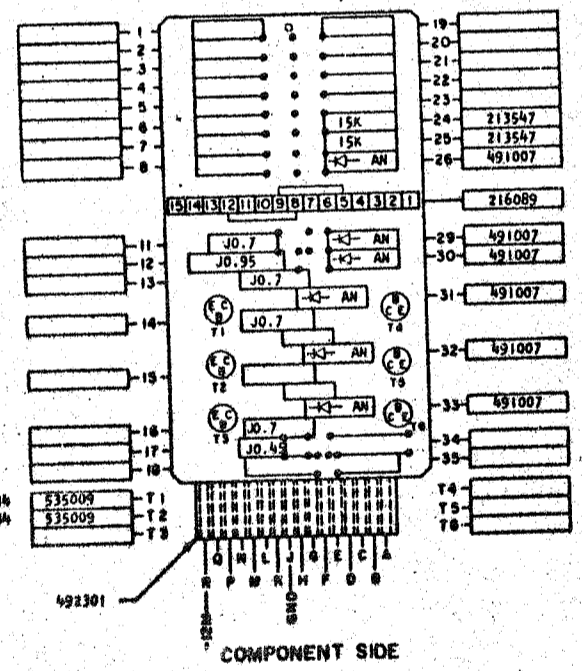 1 19
2 20
3 21
4 22
5 23
6 15K 24 213547
7 15K 25 213547
8 AN 26 491007
15 14 13 12 11 10 9 8 7 6 5 4 3 2 1 216089
11 J0.7 AN 29 491007
12 J0.95 AN 30 491007
13 J0.7
AN 31 491007
14 E C B T1 J0.7 B C E T4
AN 32 491007
15 E C B T2 B C E T5
AN 33 491007
E C B T3 B C E T6
16 J0.7 34
17 J0.45 35
18
535009 T1 T4
535009 T2 T5
T3 T6
Q N L J G E C A
R P M K H F D B
492301
-12M GND
COMPONENT SIDE